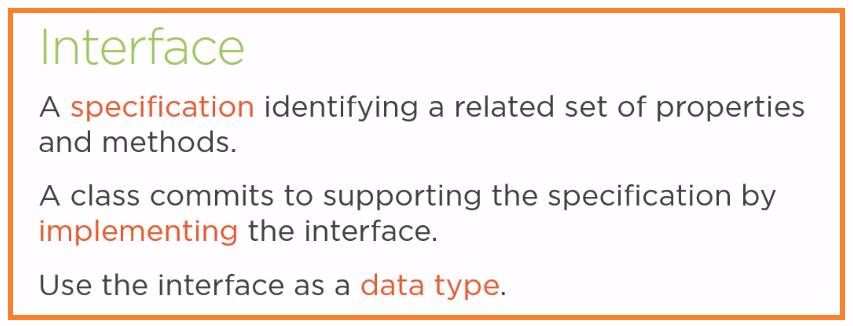 Interface
A specification identifying a related set of properties
and methods.
A class commits to supporting the specification by
implementing the interface.
Use the interface as a data type.